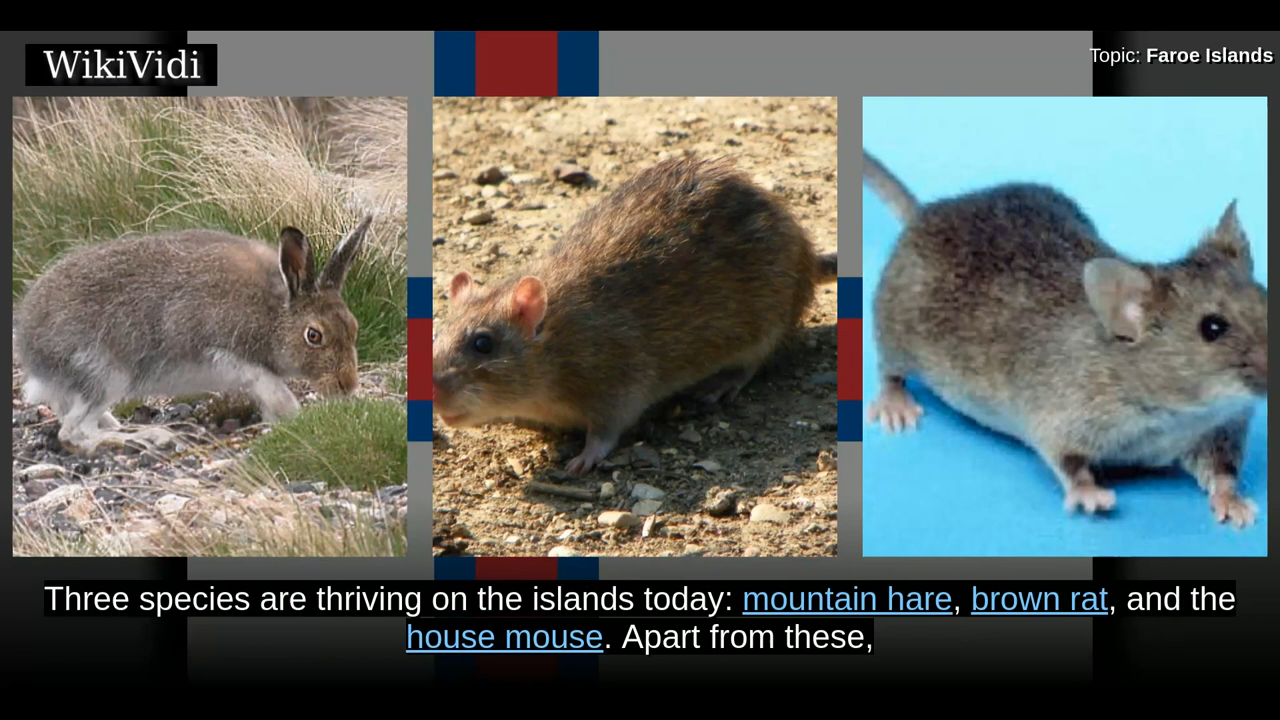 WikiVidi
Topic: Faroe Islands
Three species are thriving on the islands today: mountain hare, brown rat, and the
house mouse. Apart from these,